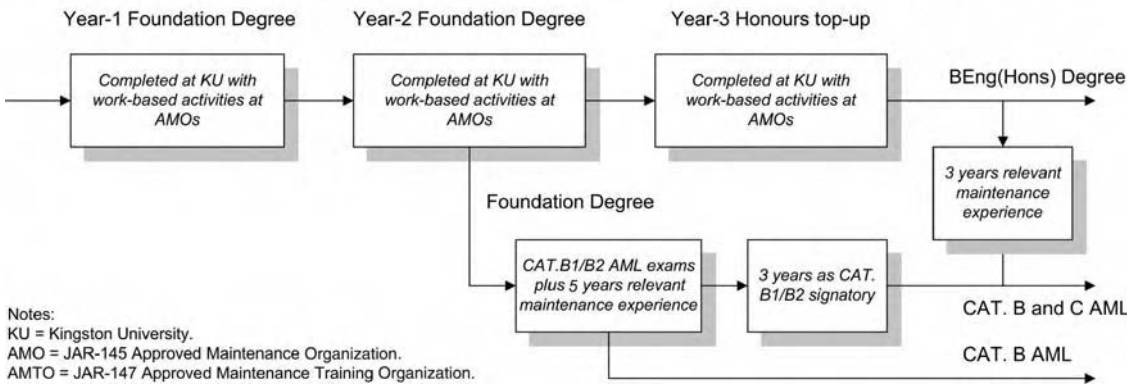 Year-1 Foundation Degree
Year-2 Foundation Degree
Year-3 Honours top-up
Completed at KU with
work-based activities at
AMOs
Completed at KU with
work-based activities at
AMOs
Completed at KU with
work-based activities at
AMOs
BEng(Hons) Degree
3 years relevant
maintenance
experience
Foundation Degree
CAT.B1/B2 AML exams
plus 5 years relevant
maintenance experience
3 years as CAT.
B1/B2 signatory
CAT. B and C AML
CAT. B AML
Notes:
KU = Kingston University.
AMO = JAR-145 Approved Maintenance Organization.
AMTO = JAR-147 Approved Maintenance Training Organization.